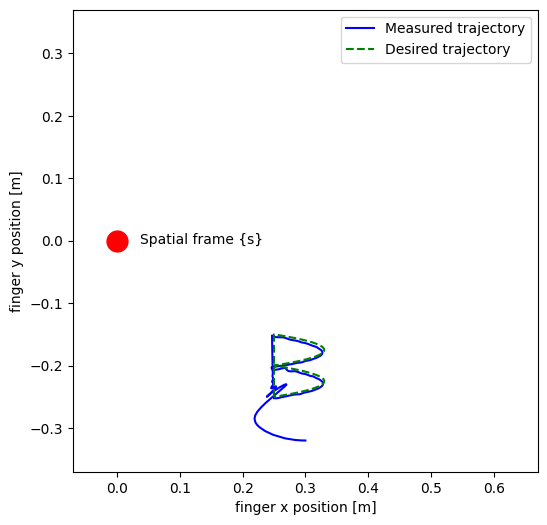 Measured trajectory
Desired trajectory
0.3
0.2
0.1
0.0
−0.1
−0.2
−0.3
finger y position [m]
Spatial frame {s}
0.0 0.1 0.2 0.3 0.4 0.5 0.6
finger x position [m]